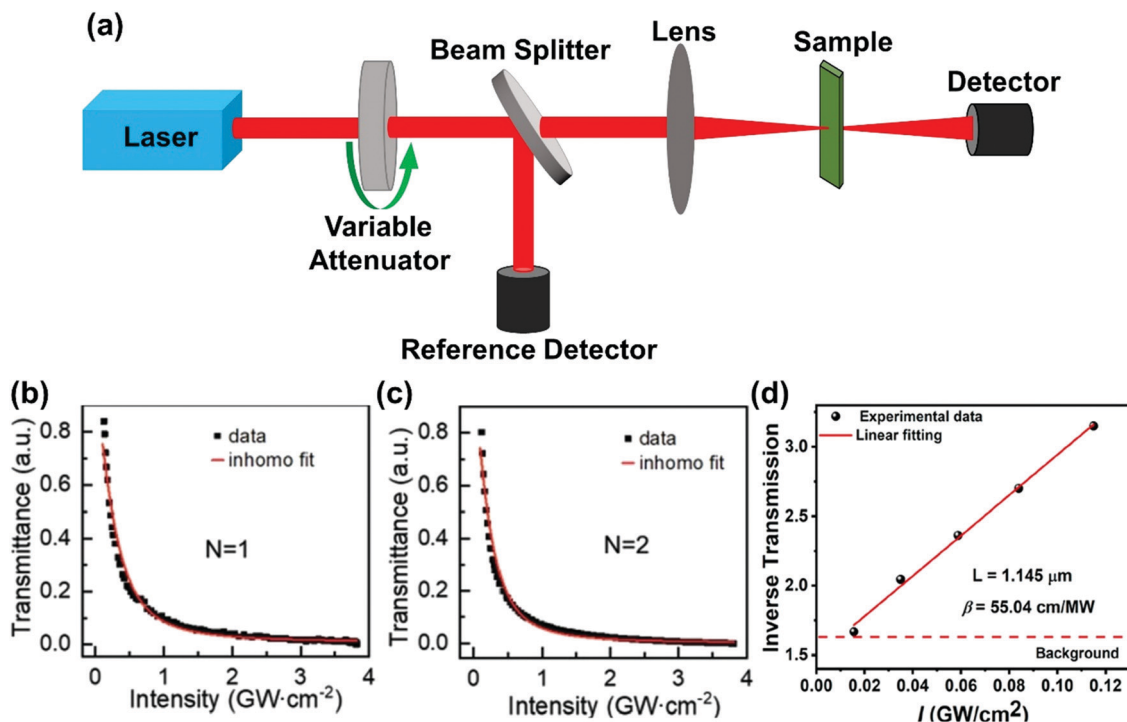 (a)
Laser
Variable
Attenuator
Beam Splitter
Reference Detector
Lens
Sample
Detector
(b)
Transmittance (a.u.)
0.8
0.6
0.4
0.2
0.0
data
inhomo fit
N=1
0 1 2 3 4
Intensity (GW·cm⁻²)
(c)
Transmittance (a.u.)
0.8
0.6
0.4
0.2
0.0
data
inhomo fit
N=2
0 1 2 3 4
Intensity (GW·cm⁻²)
(d)
Inverse Transmission
3.0
2.5
2.0
1.5
Experimental data
Linear fitting
L = 1.145 μm
β = 55.04 cm/MW
Background
0.00 0.02 0.04 0.06 0.08 0.10 0.12
I (GW/cm²)